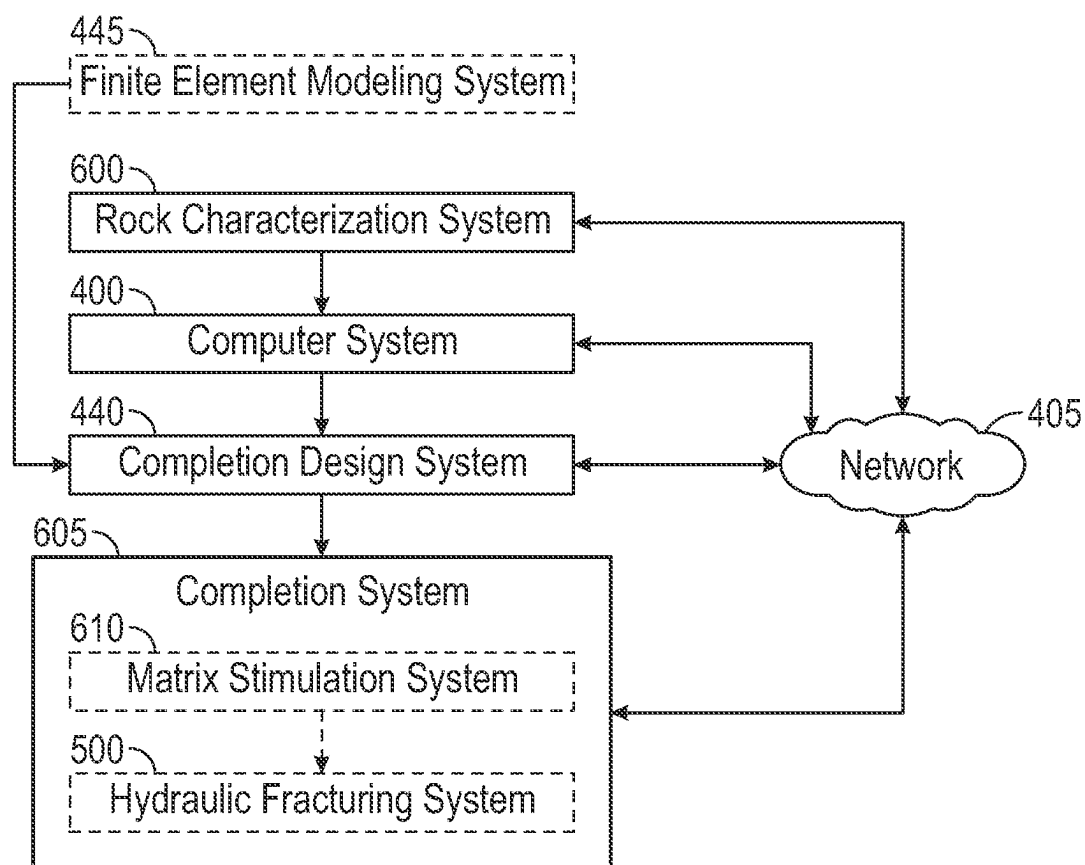 445
Finite Element Modeling System
600
Rock Characterization System
400
Computer System
440
Completion Design System
405
Network
605
Completion System
610
Matrix Stimulation System
500
Hydraulic Fracturing System